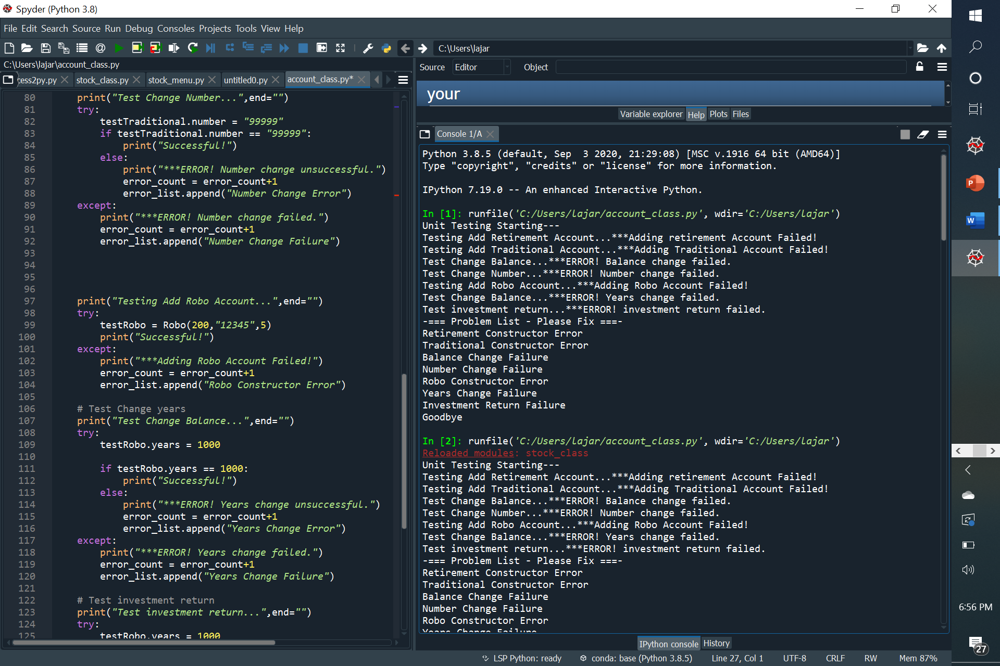 Spyder (Python 3.8)
File Edit Search Source Run Debug Consoles Projects Tools View Help
C:\Users\lajar
C:\Users\lajar\account_class.py
cess2py.py
stock_class.py
stock_menu.py
untitled0.py
account_class.py*
80 print("Test Change Number...",end="")
81 try:
82 testTraditional.number = "99999"
83 if testTraditional.number == "99999":
84 print("Successful!")
85 else:
86 print("***ERROR! Number change unsuccessful.")
87 error_count = error_count+1
88 error_list.append("Number Change Error")
89 except:
90 print("***ERROR! Number change failed.")
91 error_count = error_count+1
92 error_list.append("Number Change Failure")
93
94
95
96
97 print("Testing Add Robo Account...",end="")
98 try:
99 testRobo = Robo(200,"12345",5)
100 print("Successful!")
101 except:
102 print("***Adding Robo Account Failed!")
103 error_count = error_count+1
104 error_list.append("Robo Constructor Error")
105
106 # Test Change years
107 print("Test Change Balance...",end="")
108 try:
109 testRobo.years = 1000
110
111 if testRobo.years == 1000:
112 print("Successful!")
113 else:
114 print("***ERROR! Years change unsuccessful.")
115 error_count = error_count+1
116 error_list.append("Years Change Error")
117 except:
118 print("***ERROR! Years change failed.")
119 error_count = error_count+1
120 error_list.append("Years Change Failure")
121
122 # Test investment return
123 print("Test investment return...",end="")
124 try:
125 testRobo.years = 1000
Source Editor Object
your
Variable explorer Help Plots Files
Console 1/A
Python 3.8.5 (default, Sep  3 2020, 21:29:08) [MSC v.1916 64 bit (AMD64)]
Type "copyright", "credits" or "license" for more information.
IPython 7.19.0 -- An enhanced Interactive Python.
In [1]: runfile('C:/Users/lajar/account_class.py', wdir='C:/Users/lajar')
Unit Testing Starting---
Testing Add Retirement Account...***Adding retirement Account Failed!
Testing Add Traditional Account...***Adding Traditional Account Failed!
Test Change Balance...***ERROR! Balance change failed.
Test Change Number...***ERROR! Number change failed.
Testing Add Robo Account...***Adding Robo Account Failed!
Test Change Balance...***ERROR! Years change failed.
Test investment return...***ERROR! investment return failed.
-=== Problem List - Please Fix ===-
Retirement Constructor Error
Traditional Constructor Error
Balance Change Failure
Number Change Failure
Robo Constructor Error
Years Change Failure
Investment Return Failure
Goodbye
In [2]: runfile('C:/Users/lajar/account_class.py', wdir='C:/Users/lajar')
Reloaded modules: stock_class
Unit Testing Starting---
Testing Add Retirement Account...***Adding retirement Account Failed!
Testing Add Traditional Account...***Adding Traditional Account Failed!
Test Change Balance...***ERROR! Balance change failed.
Test Change Number...***ERROR! Number change failed.
Testing Add Robo Account...***Adding Robo Account Failed!
Test Change Balance...***ERROR! Years change failed.
Test investment return...***ERROR! investment return failed.
-=== Problem List - Please Fix ===-
Retirement Constructor Error
Traditional Constructor Error
Balance Change Failure
Number Change Failure
Robo Constructor Error
Years Change Failure
IPython console History
LSP Python: ready conda: base (Python 3.8.5) Line 27, Col 1 UTF-8 CRLF RW Mem 87%
P
W
6:56 PM
27